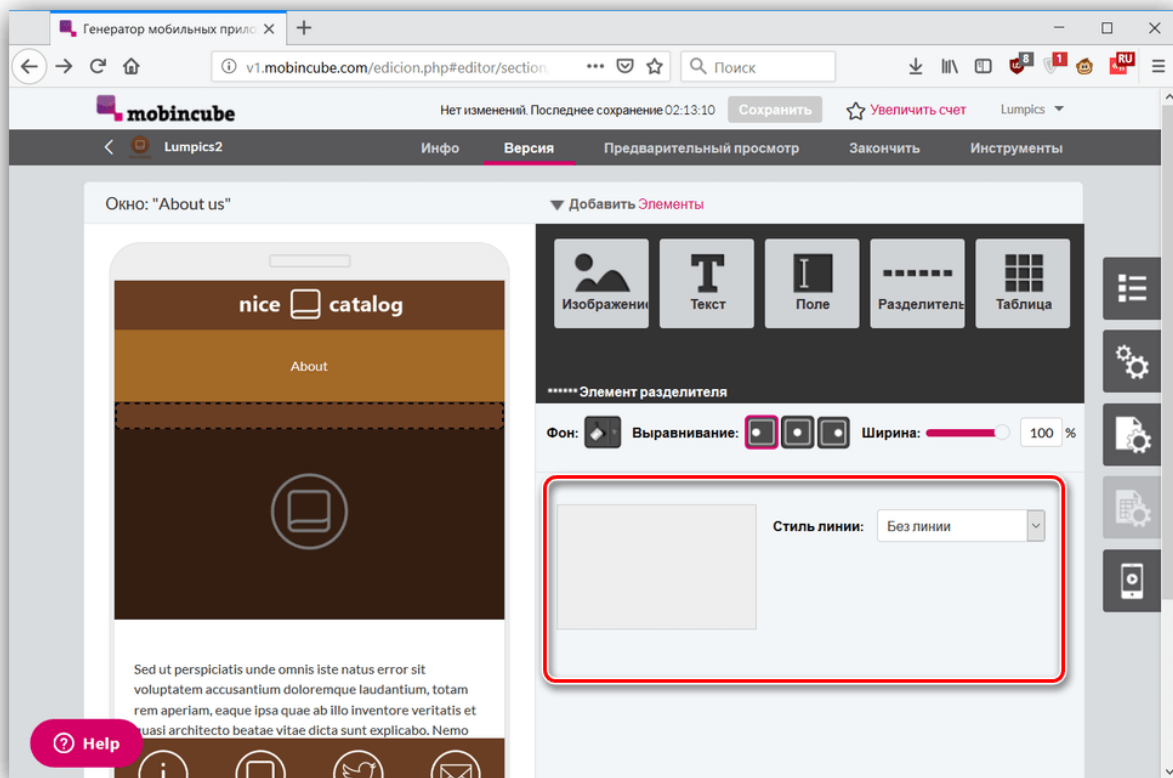 Генератор мобильных прило
v1.mobincube.com/edicion.php#editor/section,
Поиск
8
1
RU
mobincube
Нет изменений. Последнее сохранение 02:13:10
Сохранить
Увеличить счет
Lumpics
Lumpics2
Инфо
Версия
Предварительный просмотр
Закончить
Инструменты
Окно: "About us"
Добавить Элементы
nice catalog
About
Изображени
Текст
Поле
Разделитель
Таблица
Элемент разделителя
Фон:
Выравнивание:
Ширина:
100 %
Стиль линии:
Без линии
Sed ut perspiciatis unde omnis iste natus error sit
voluptatem accusantium doloremque laudantium, totam
rem aperiam, eaque ipsa quae ab illo inventore veritatis et
quasi architecto beatae vitae dicta sunt explicabo. Nemo
Help